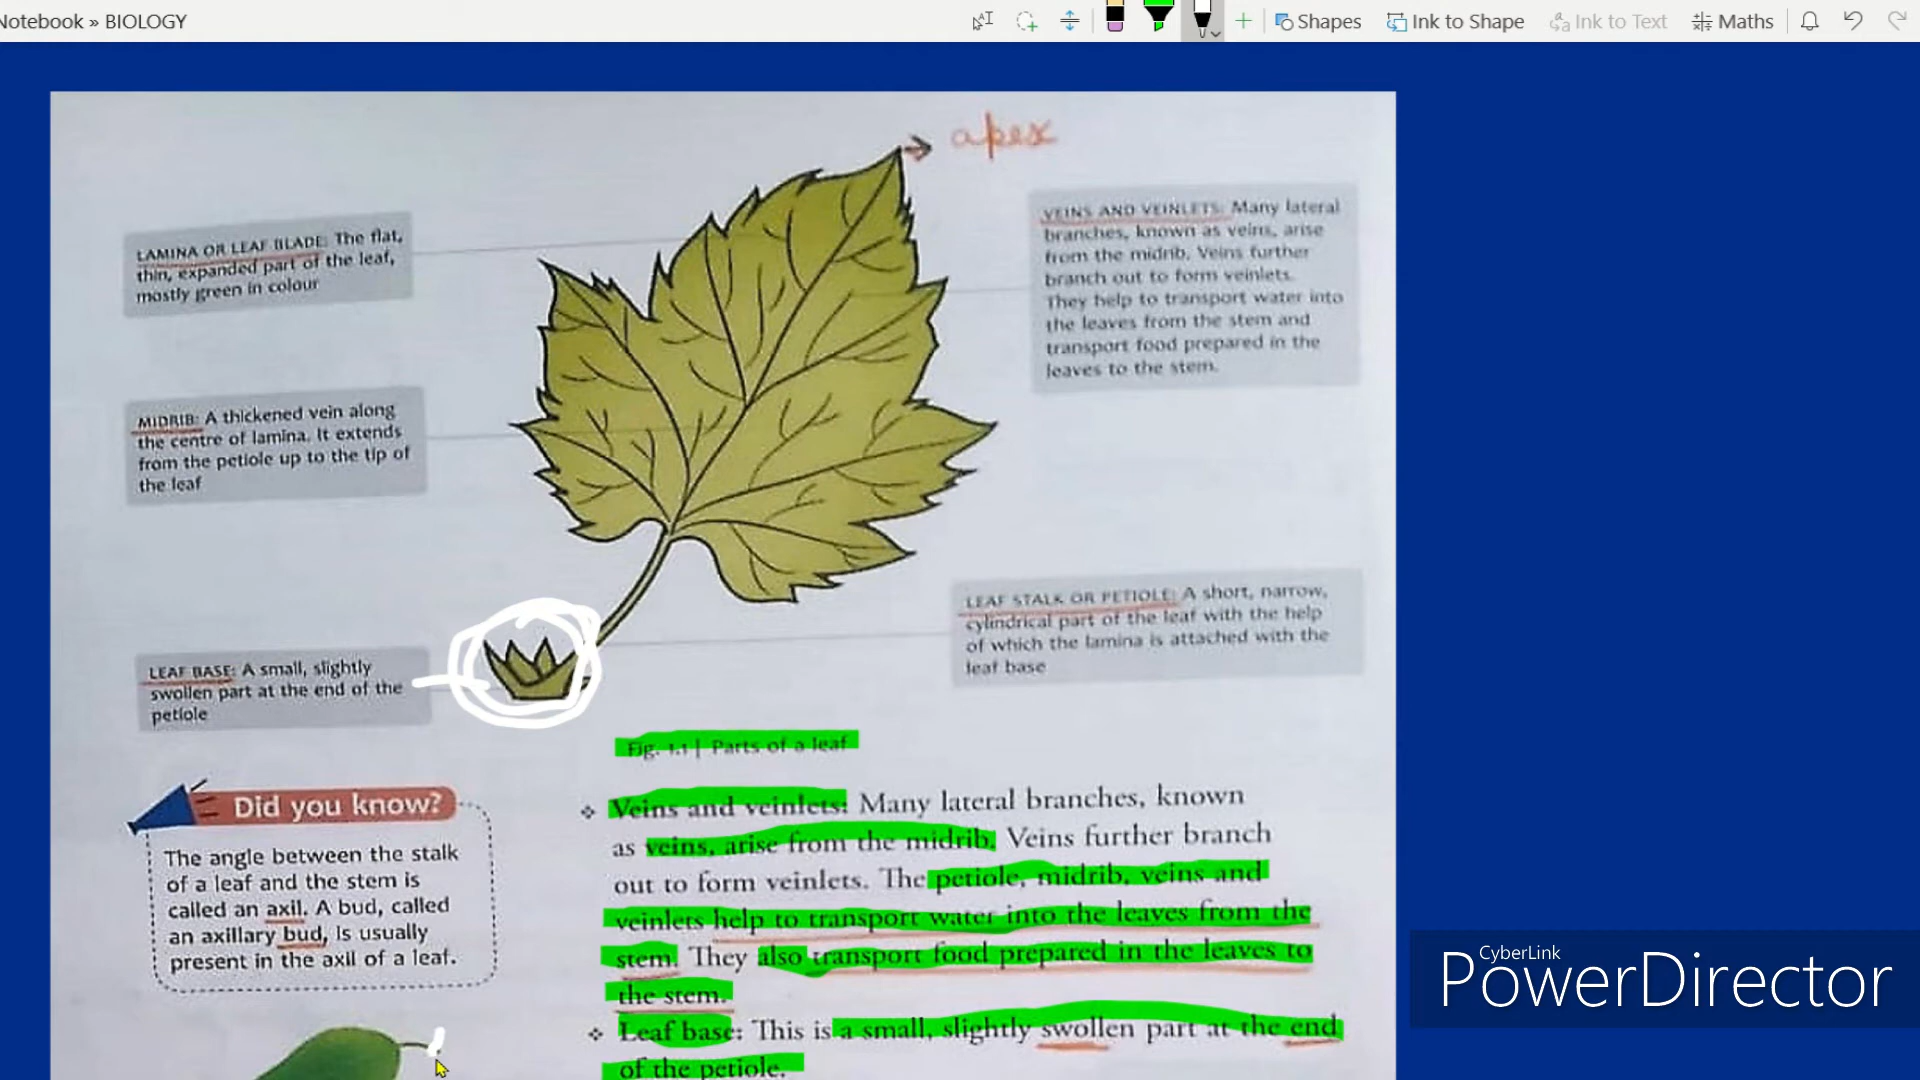 Notebook » BIOLOGY
Shapes
Ink to Shape
Ink to Text
Maths
apex
LAMINA OR LEAF BLADE: The flat,
thin, expanded part of the leaf,
mostly green in colour
VEINS AND VEINLETS: Many lateral
branches, known as veins, arise
from the midrib. Veins further
branch out to form veinlets.
They help to transport water into
the leaves from the stem and
transport food prepared in the
leaves to the stem.
MIDRIB: A thickened vein along
the centre of lamina. It extends
from the petiole up to the tip of
the leaf
LEAF STALK OR PETIOLE: A short, narrow,
cylindrical part of the leaf with the help
of which the lamina is attached with the
leaf base
LEAF BASE: A small, slightly
swollen part at the end of the
petiole
Fig. 1.1 | Parts of a leaf
Did you know?
The angle between the stalk
of a leaf and the stem is
called an axil. A bud, called
an axillary bud, is usually
present in the axil of a leaf.
❖ Veins and veinlets: Many lateral branches, known
as veins, arise from the midrib. Veins further branch
out to form veinlets. The petiole, midrib, veins and
veinlets help to transport water into the leaves from the
stem. They also transport food prepared in the leaves to
the stem.
❖ Leaf base: This is a small, slightly swollen part at the end
of the petiole.
CyberLink
PowerDirector